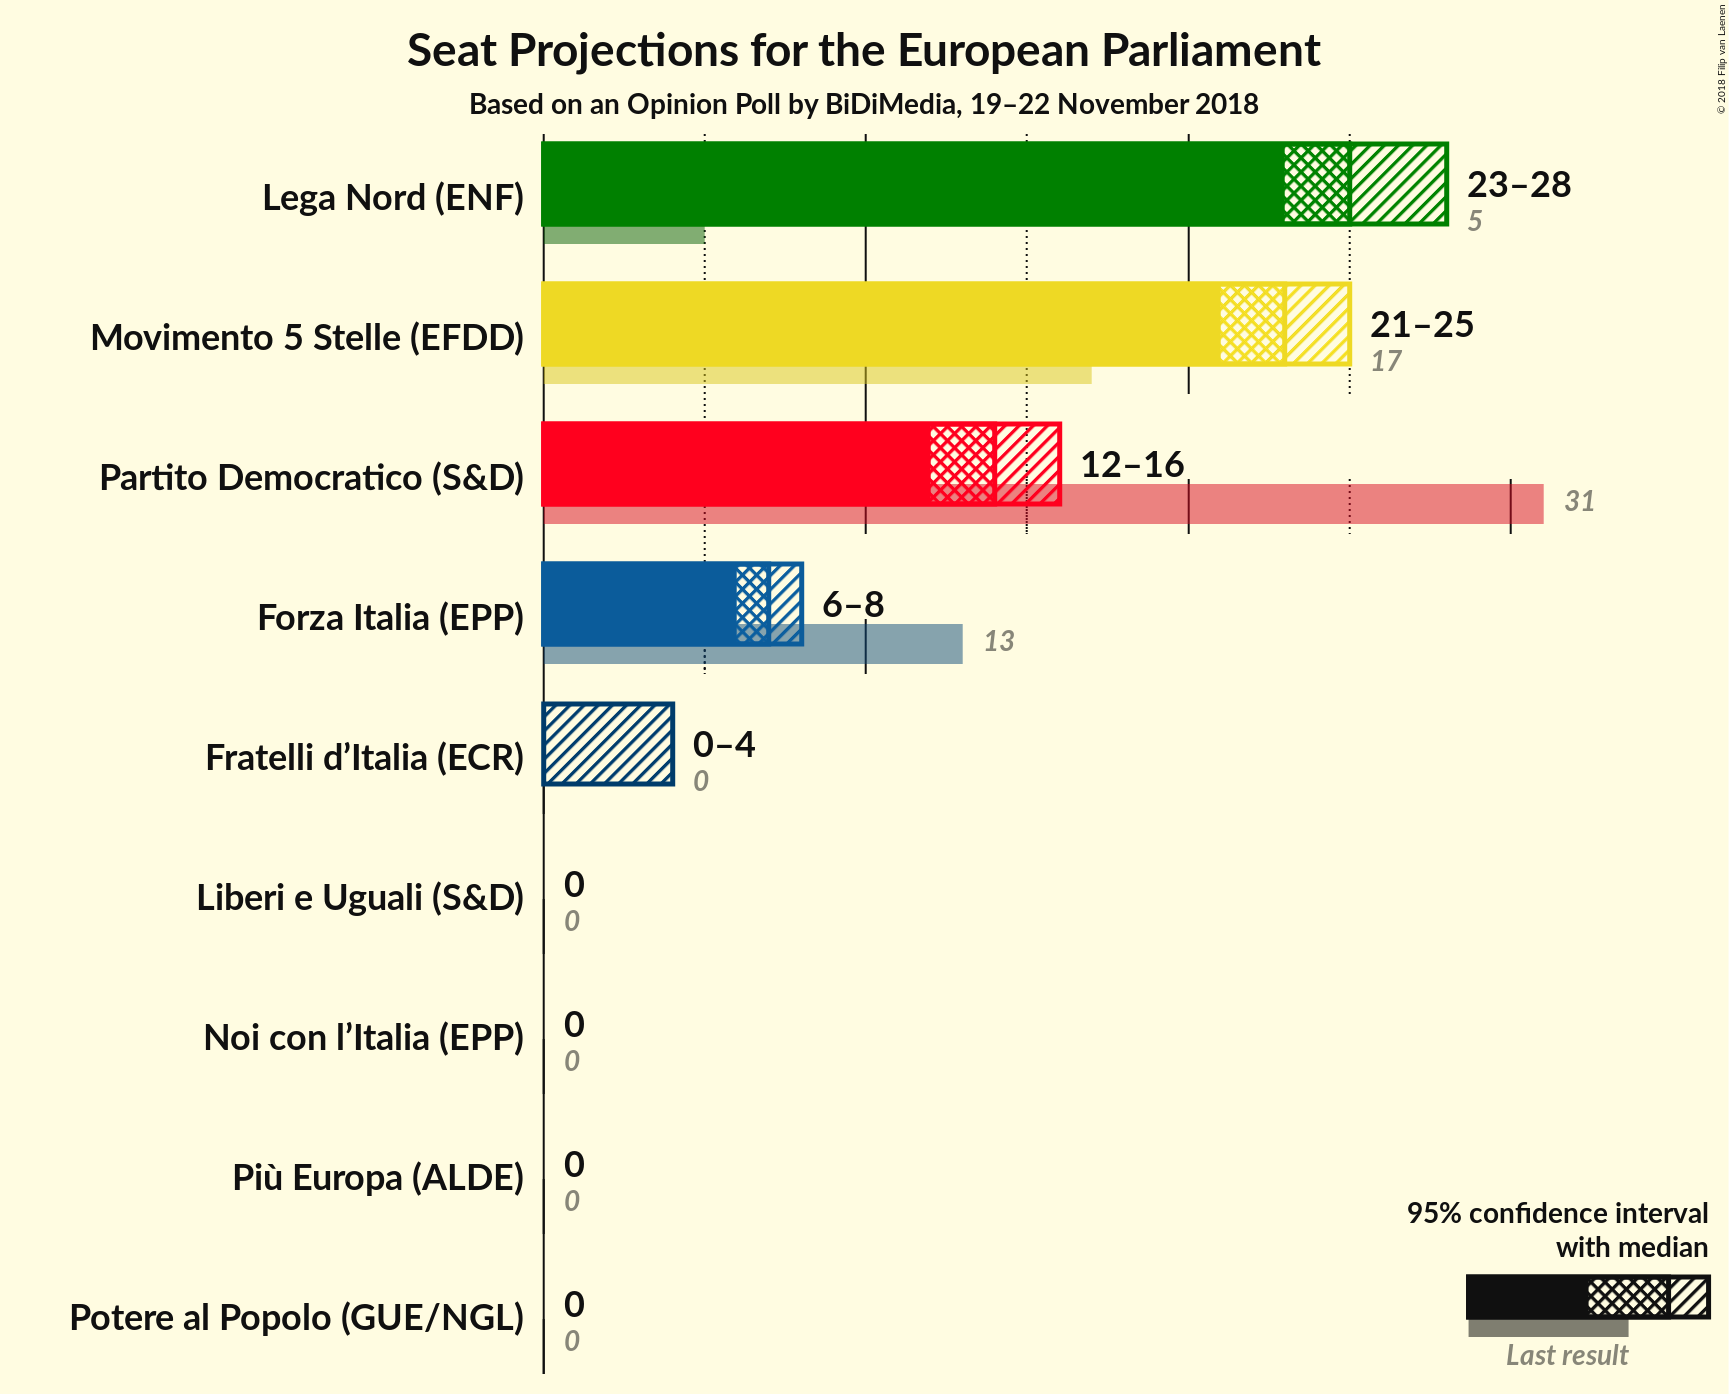 Seat Projections for the European Parliament
Based on an Opinion Poll by BiDiMedia, 19–22 November 2018
© 2018 Filip van Laenen
Lega Nord (ENF)
23–28
5
Movimento 5 Stelle (EFDD)
21–25
17
Partito Democratico (S&D)
12–16
31
Forza Italia (EPP)
6–8
13
Fratelli d’Italia (ECR)
0–4
0
Liberi e Uguali (S&D)
0
0
Noi con l’Italia (EPP)
0
0
Più Europa (ALDE)
0
0
Potere al Popolo (GUE/NGL)
0
0
95% confidence interval
with median
Last result